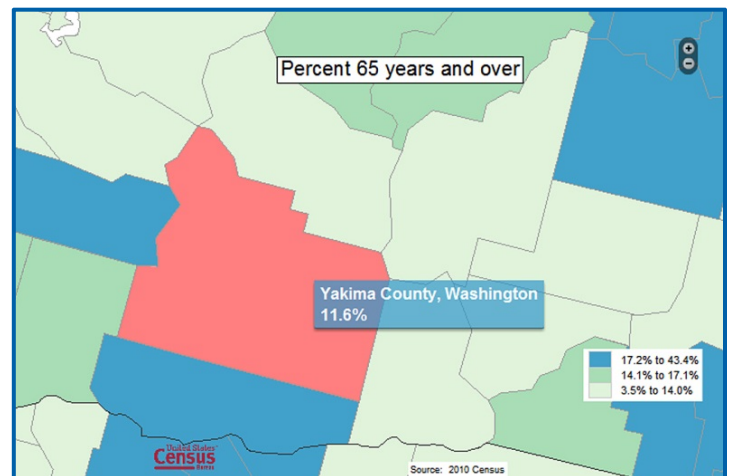 Percent 65 years and over
+
−
Yakima County, Washington
11.6%
17.2% to 43.4%
14.1% to 17.1%
3.5% to 14.0%
United States
Census
Bureau
Source: 2010 Census